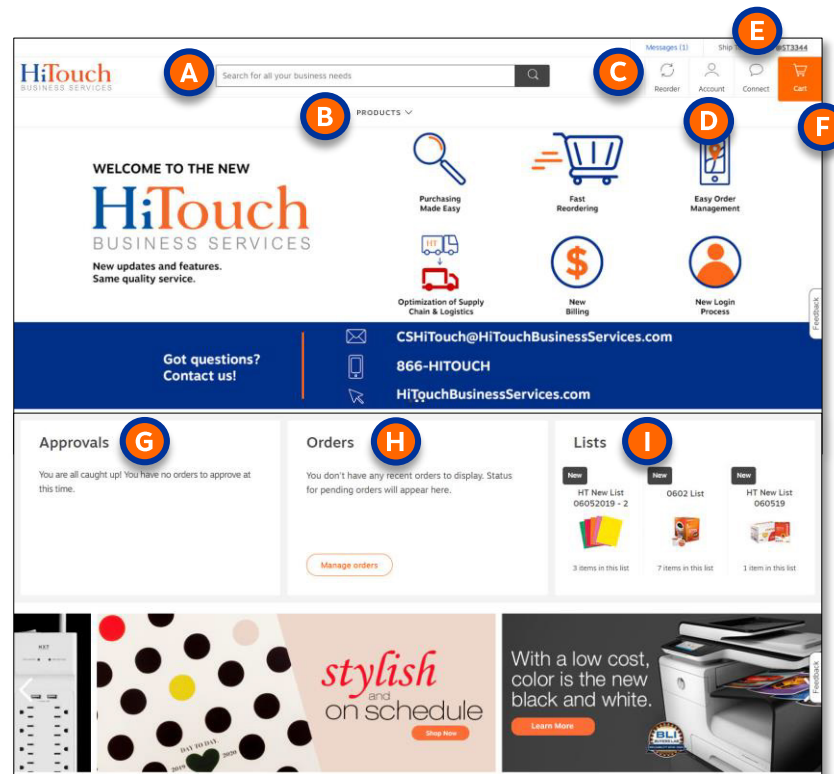 E
Messages (1)
Ship
@ST3344
HiTouch
BUSINESS SERVICES
A
Search for all your business needs
C
Reorder
Account
Connect
Cart
B
PRODUCTS
D
F
WELCOME TO THE NEW
HiTouch
BUSINESS SERVICES
New updates and features.
Same quality service.
Purchasing
Made Easy
Fast
Reordering
Easy Order
Management
HT
Optimization of Supply
Chain & Logistics
$
New
Billing
New Login
Process
Feedback
Got questions?
Contact us!
CSHiTouch@HiTouchBusinessServices.com
866-HITOUCH
HiTouchBusinessServices.com
Approvals
G
You are all caught up! You have no orders to approve at
this time.
Orders
H
You don't have any recent orders to display. Status
for pending orders will appear here.
Manage orders
Lists
I
New
HT New List
06052019 - 2
3 items in this list
New
0602 List
7 items in this list
New
HT New List
060519
1 item in this list
NXT
DAY TO DAY.
2019
2020
stylish
and
on schedule
Shop Now
With a low cost,
color is the new
black and white.
Learn More
BLI
Feedback